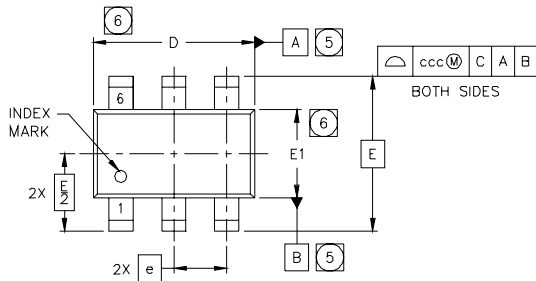 6
D
A 5
ccc Ⓜ C A B
BOTH SIDES
6
INDEX
MARK
6
E1
E
2X E/2
1
B 5
2X e